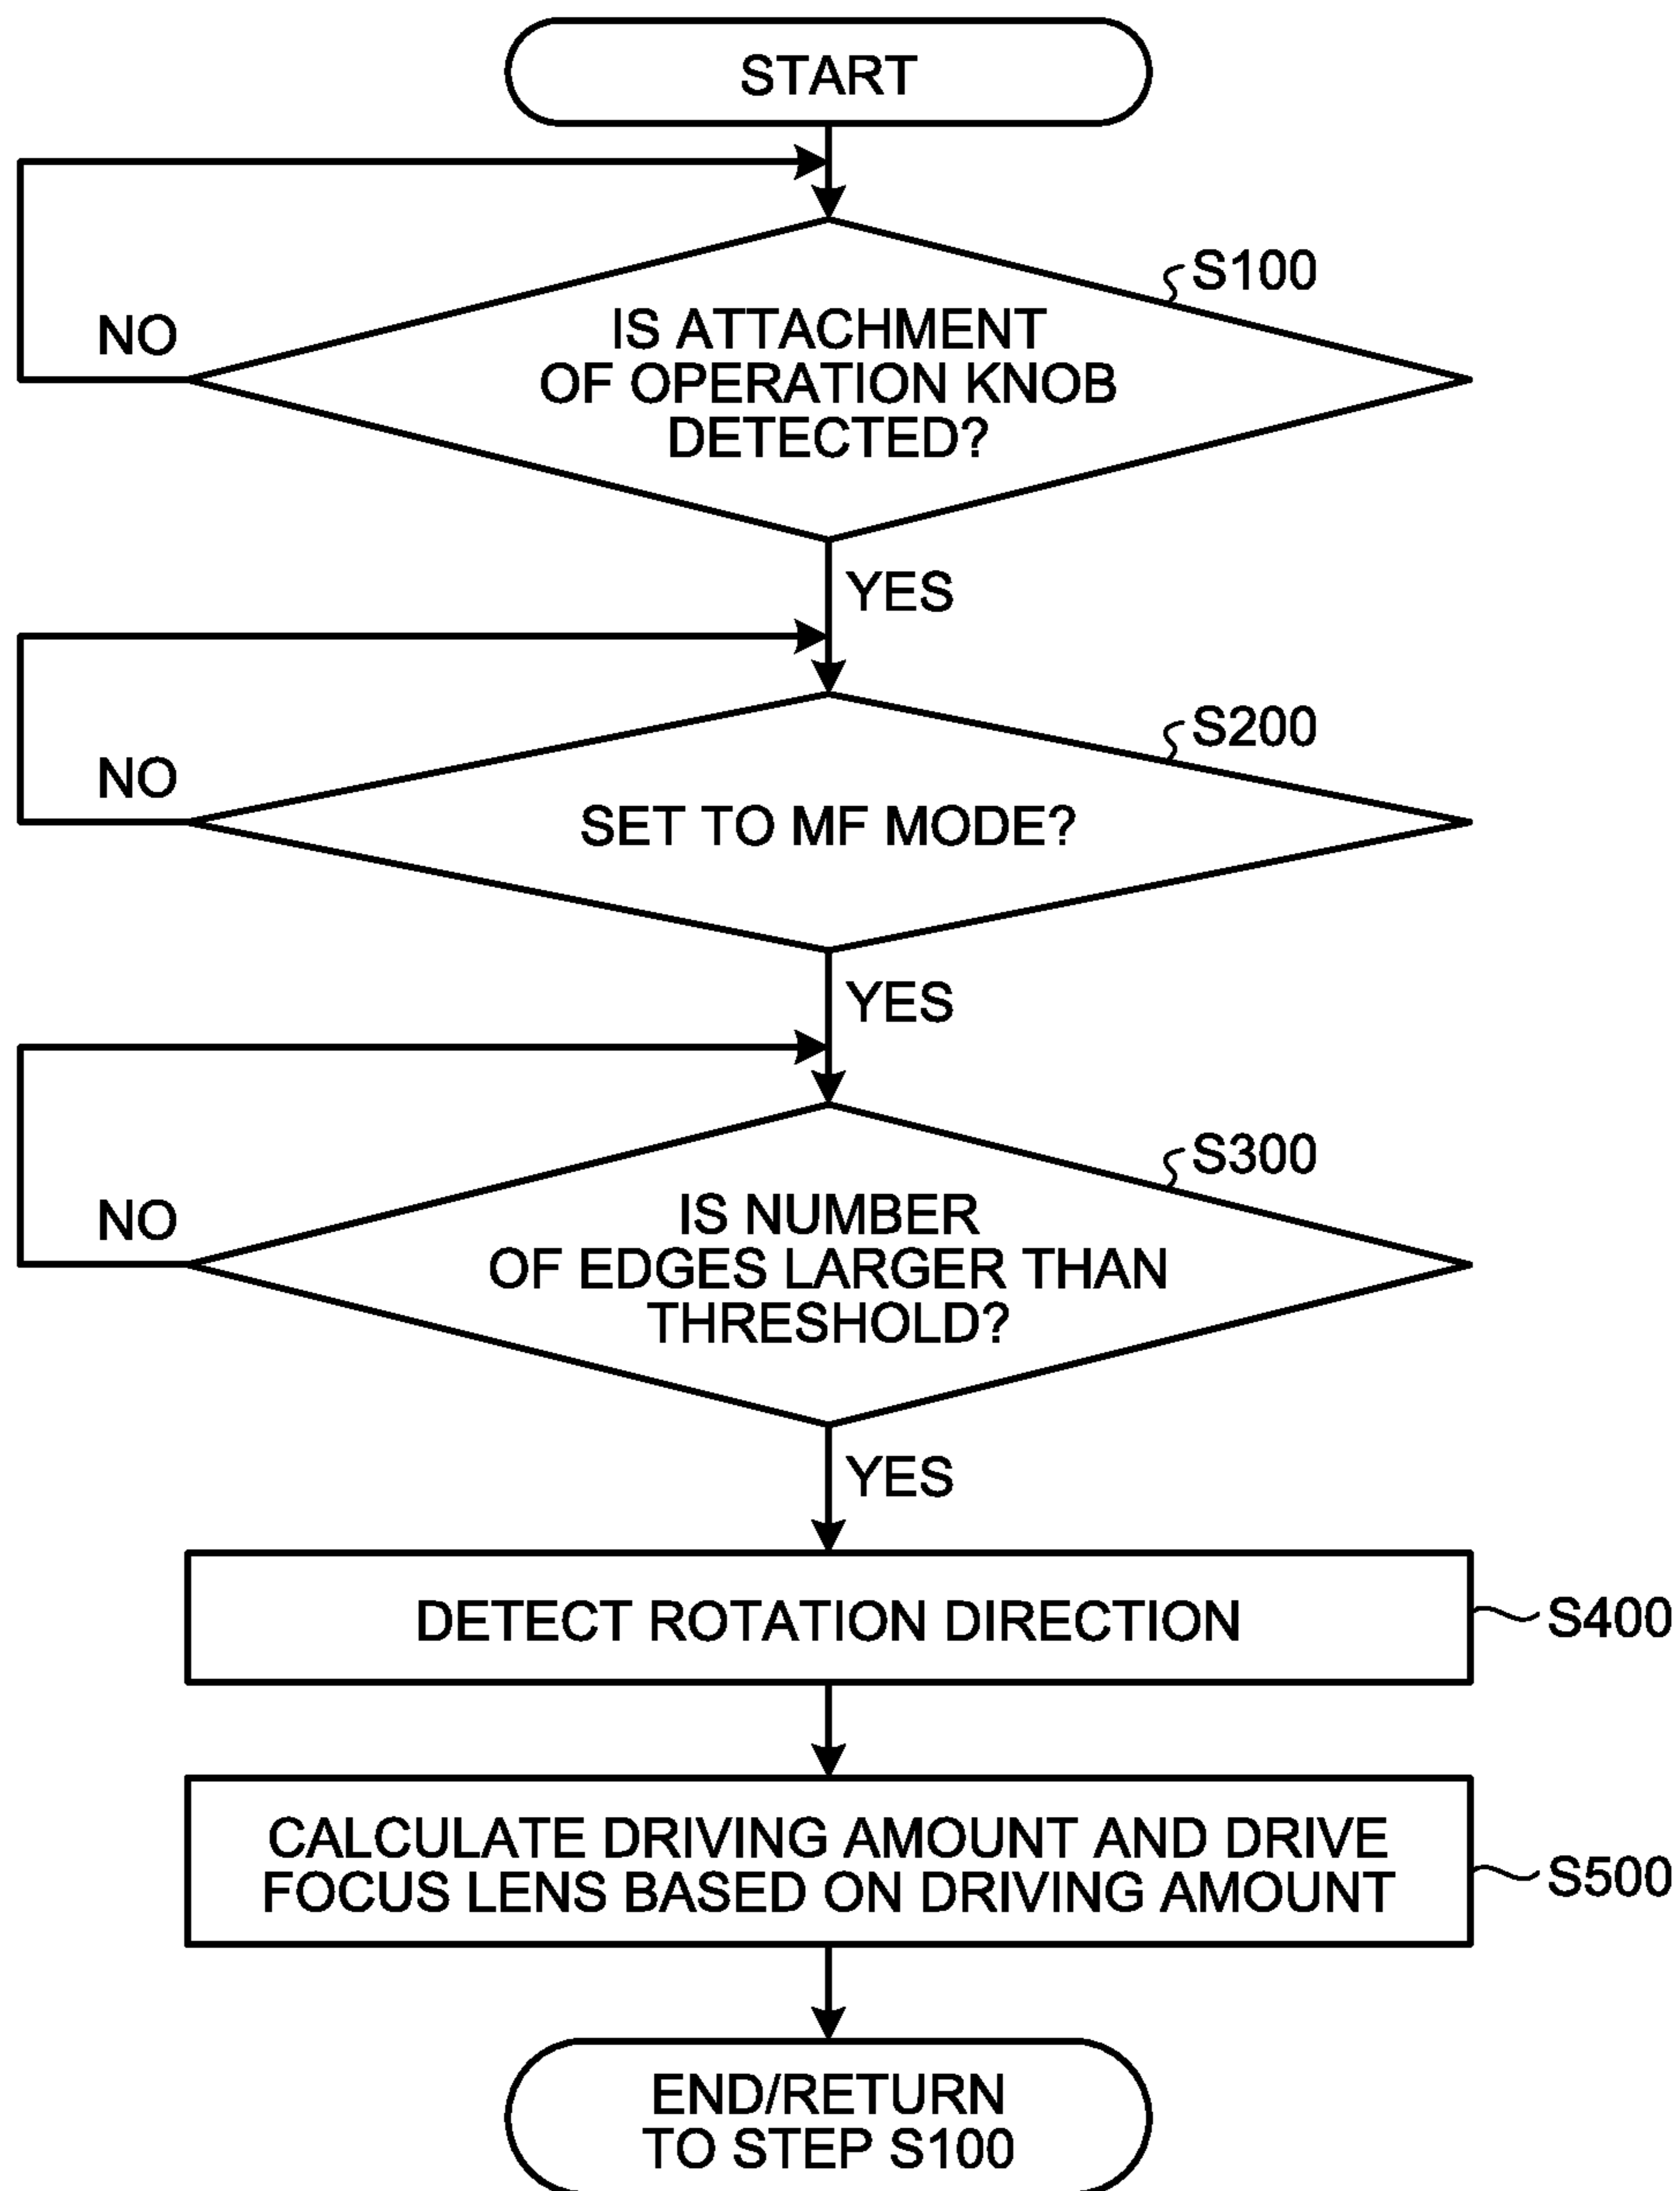 START
S100
NO
IS ATTACHMENT
OF OPERATION KNOB
DETECTED?
YES
S200
NO
SET TO MF MODE?
YES
S300
NO
IS NUMBER
OF EDGES LARGER THAN
THRESHOLD?
YES
DETECT ROTATION DIRECTION
S400
CALCULATE DRIVING AMOUNT AND DRIVE
FOCUS LENS BASED ON DRIVING AMOUNT
S500
END/RETURN
TO STEP S100